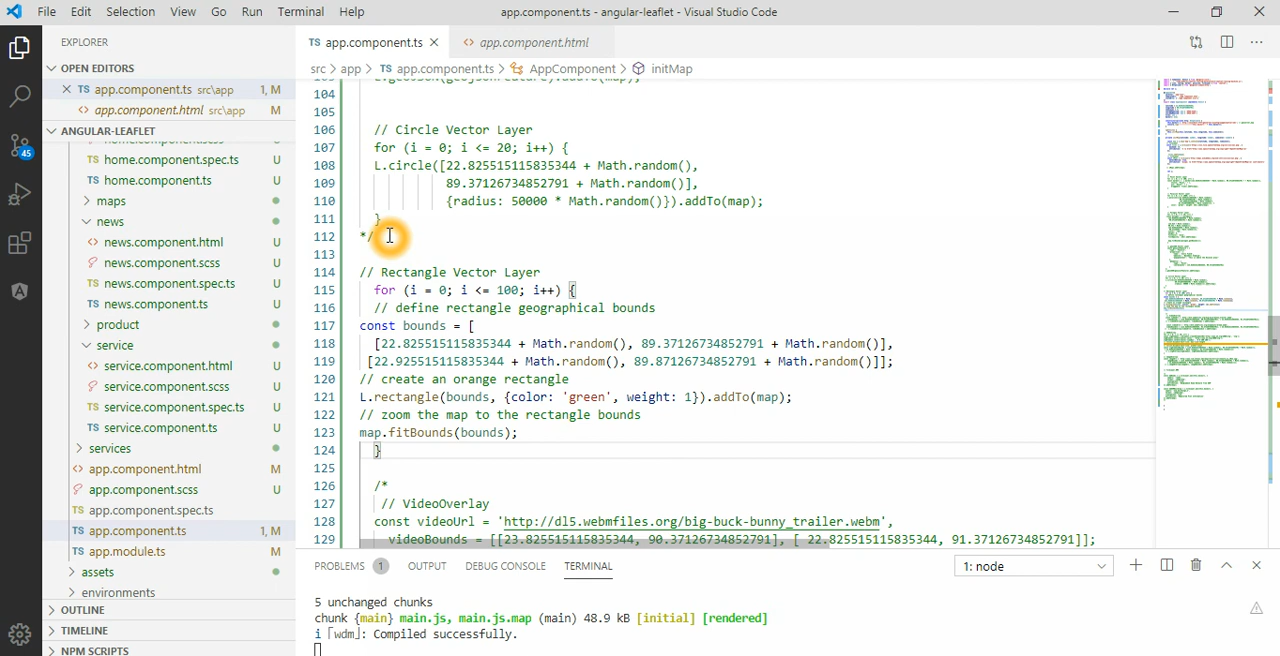 File Edit Selection View Go Run Terminal Help app.component.ts - angular-leaflet - Visual Studio Code
EXPLORER
OPEN EDITORS
TS app.component.ts src\app 1, M
<> app.component.html src\app M
ANGULAR-LEAFLET
home.component.spec.ts U
TS home.component.ts U
maps
news
<> news.component.html U
news.component.scss U
TS news.component.spec.ts U
TS news.component.ts U
product
service
<> service.component.html U
service.component.scss U
TS service.component.spec.ts U
TS service.component.ts U
services
<> app.component.html M
app.component.scss U
TS app.component.spec.ts
TS app.component.ts 1, M
TS app.module.ts M
assets
environments
OUTLINE
TIMELINE
NPM SCRIPTS
45
TS app.component.ts <> app.component.html
src > app > TS app.component.ts > AppComponent > initMap
L.geoJSON(geojsonFeature).addTo(map);
104
105
106 // Circle Vector Layer
107 for (i = 0; i < 20; i++) {
108 L.circle([22.825515115835344 + Math.random(),
109 89.37126734852791 + Math.random()],
110 {radius: 50000 * Math.random()}).addTo(map);
111 }
112 */
113
114 // Rectangle Vector Layer
115 for (i = 0; i <= 100; i++) {
116 // define rectangle geographical bounds
117 const bounds = [
118 [22.825515115835344 + Math.random(), 89.37126734852791 + Math.random()],
119 [22.225515115835344 + Math.random(), 89.87126734852791 + Math.random()]];
120 // create an orange rectangle
121 L.rectangle(bounds, {color: 'green', weight: 1}).addTo(map);
122 // zoom the map to the rectangle bounds
123 map.fitBounds(bounds);
124 }
125
126 /*
127 // VideoOverlay
128 const videoUrl = 'http://dl5.webmfiles.org/big-buck-bunny_trailer.webm',
129 videoBounds = [[23.825515115835344, 90.37126734852791], [ 22.825515115835344, 91.37126734852791]];
PROBLEMS 1 OUTPUT DEBUG CONSOLE TERMINAL 1: node
5 unchanged chunks
chunk {main} main.js, main.js.map (main) 48.9 kB [initial] [rendered]
i ｢wdm｣: Compiled successfully.